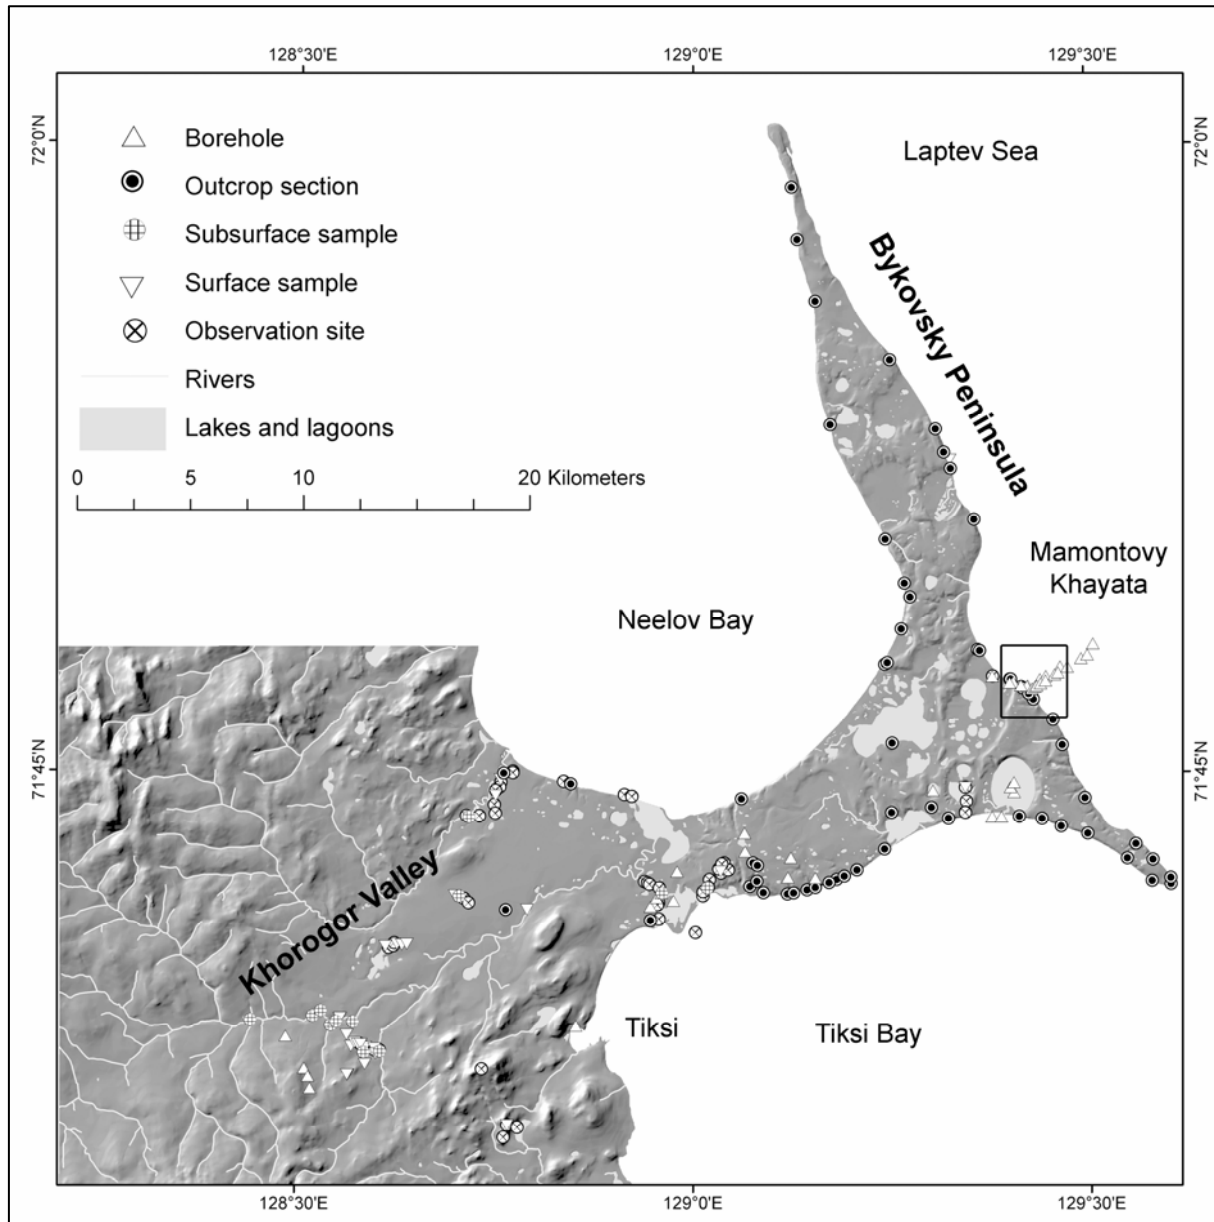 128°30'E
129°0'E
129°30'E
72°0'N
72°0'N
Borehole
Outcrop section
Subsurface sample
Surface sample
Observation site
Rivers
Lakes and lagoons
0 5 10 20 Kilometers
Laptev Sea
Bykovsky Peninsula
Mamontovy
Khayata
Neelov Bay
71°45'N
71°45'N
Khorogor Valley
Tiksi
Tiksi Bay
128°30'E
129°0'E
129°30'E